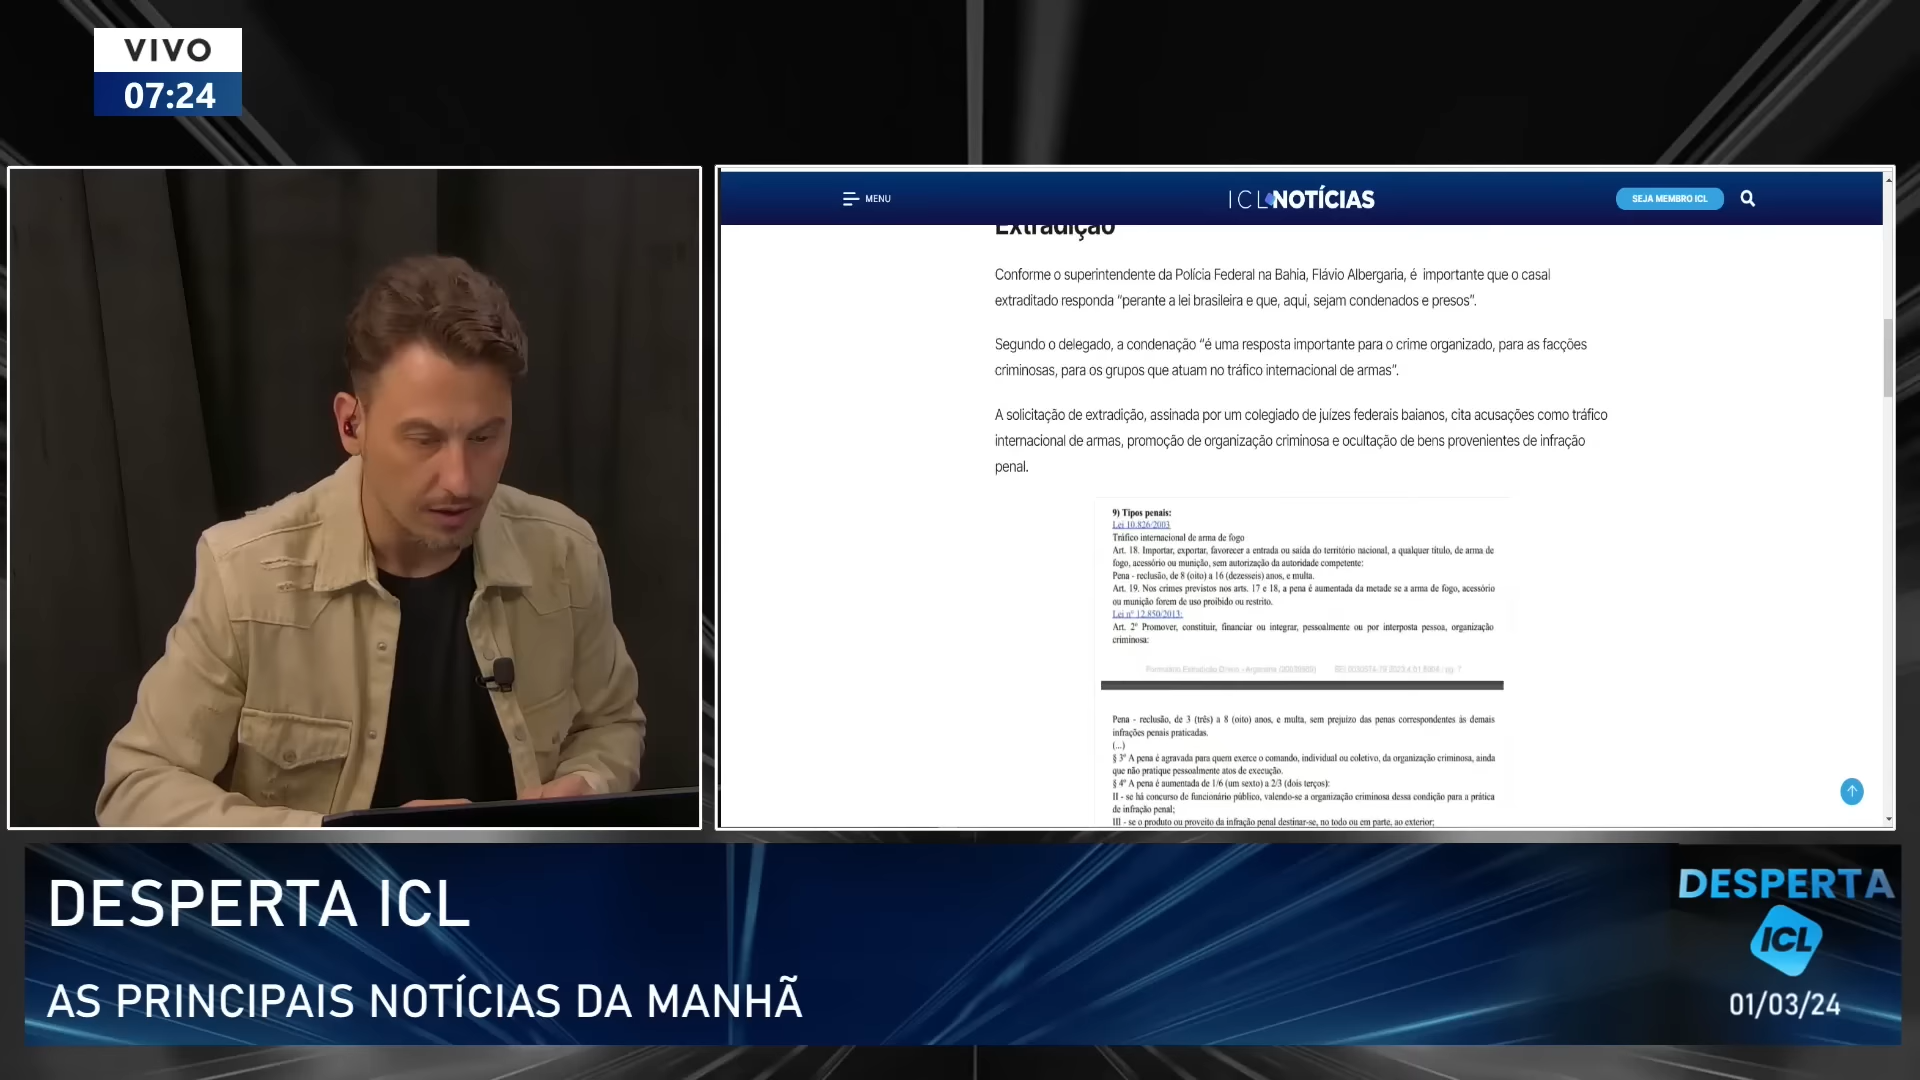 VIVO
07:24
MENU
ICL NOTÍCIAS
SEJA MEMBRO ICL
Extradição
Conforme o superintendente da Polícia Federal na Bahia, Flávio Albergaria, é importante que o casal
extraditado responda “perante a lei brasileira e que, aqui, sejam condenados e presos”.
Segundo o delegado, a condenação “é uma resposta importante para o crime organizado, para as facções
criminosas, para os grupos que atuam no tráfico internacional de armas”.
A solicitação de extradição, assinada por um colegiado de juízes federais baianos, cita acusações como tráfico
internacional de armas, promoção de organização criminosa e ocultação de bens provenientes de infração
penal.
9) Tipos penais:
Lei 10.826/2003
Tráfico internacional de arma de fogo
Art. 18. Importar, exportar, favorecer a entrada ou saída do território nacional, a qualquer título, de arma de
fogo, acessório ou munição, sem autorização da autoridade competente:
Pena - reclusão, de 8 (oito) a 16 (dezesseis) anos, e multa.
Art. 19. Nos crimes previstos nos arts. 17 e 18, a pena é aumentada da metade se a arma de fogo, acessório
ou munição forem de uso proibido ou restrito.
Lei nº 12.850/2013:
Art. 2º Promover, constituir, financiar ou integrar, pessoalmente ou por interposta pessoa, organização
criminosa:
Formulário Extradição
Pena - reclusão, de 3 (três) a 8 (oito) anos, e multa, sem prejuízo das penas correspondentes às demais
infrações penais praticadas.
(...)
§ 3º A pena é agravada para quem exerce o comando, individual ou coletivo, da organização criminosa, ainda
que não pratique pessoalmente atos de execução.
§ 4º A pena é aumentada de 1/6 (um sexto) a 2/3 (dois terços):
II - se há concurso de funcionário público, valendo-se a organização criminosa dessa condição para a prática
de infração penal;
III - se o produto ou proveito da infração penal destinar-se, no todo ou em parte, ao exterior;
DESPERTA ICL
AS PRINCIPAIS NOTÍCIAS DA MANHÃ
DESPERTA
ICL
01/03/24